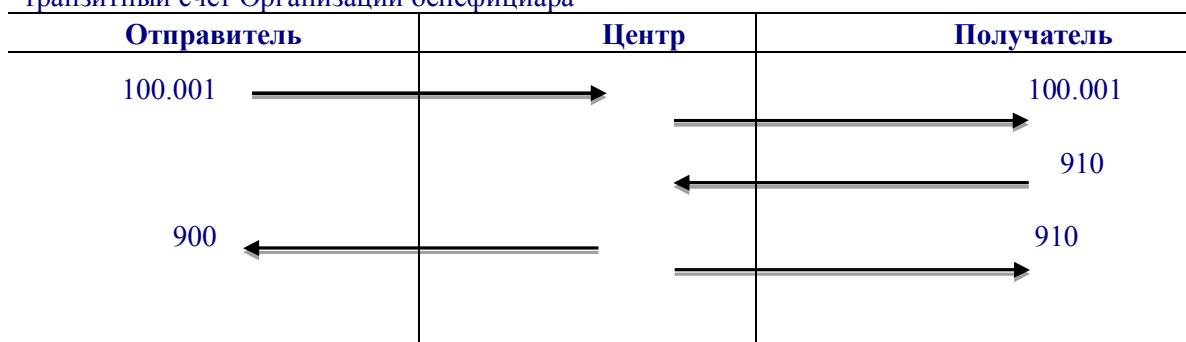 Транзитный счет Организации бенефициара
Отправитель Центр Получатель
100.001 100.001
910
900 910